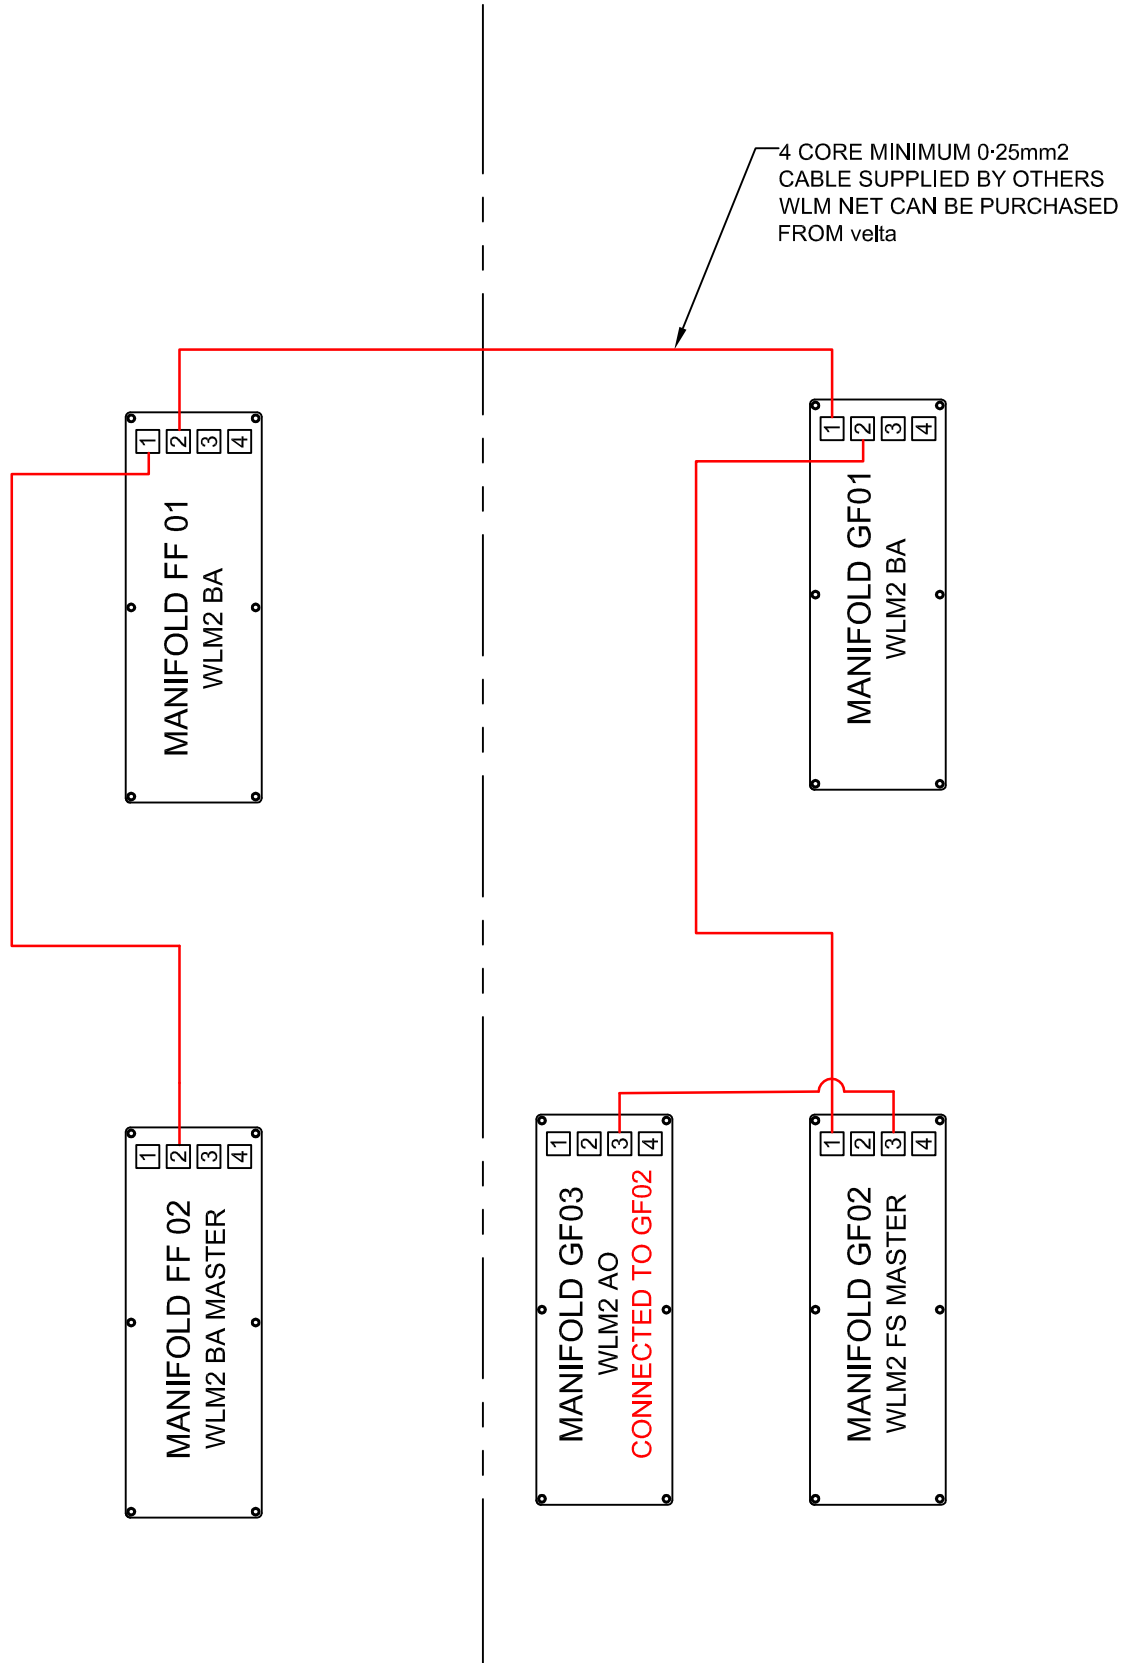 4 CORE MINIMUM 0·25mm2
CABLE SUPPLIED BY OTHERS
WLM NET CAN BE PURCHASED
FROM velta
1 2 3 4
MANIFOLD FF 01
WLM2 BA
1 2 3 4
MANIFOLD GF01
WLM2 BA
1 2 3 4
MANIFOLD FF 02
WLM2 BA MASTER
1 2 3 4
MANIFOLD GF03
WLM2 AO
CONNECTED TO GF02
1 2 3 4
MANIFOLD GF02
WLM2 FS MASTER